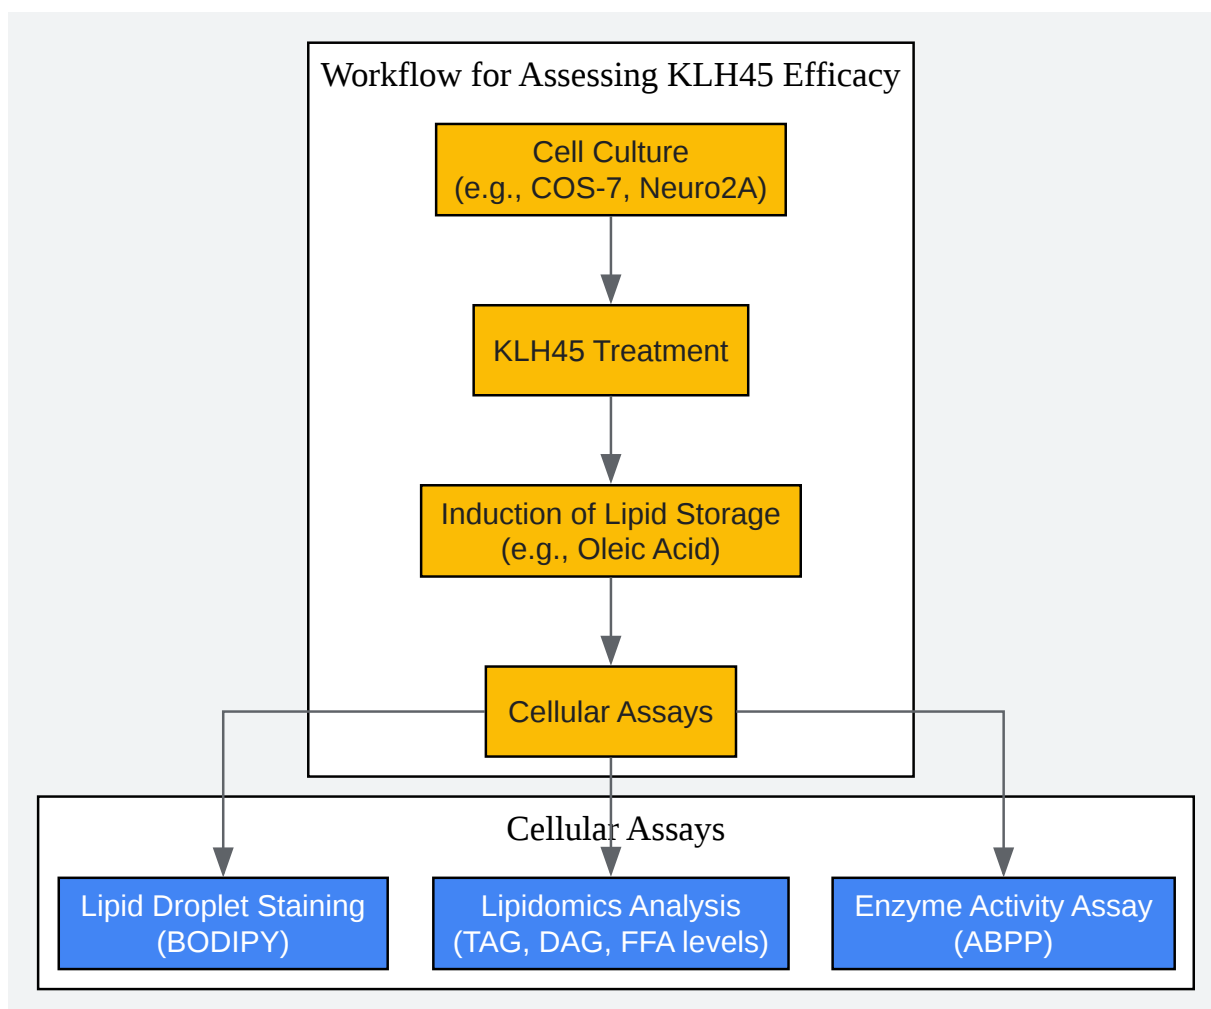 Workflow for Assessing KLH45 Efficacy
Cell Culture
(e.g., COS-7, Neuro2A)
KLH45 Treatment
Induction of Lipid Storage
(e.g., Oleic Acid)
Cellular Assays
Cellular Assays
Lipid Droplet Staining
(BODIPY)
Lipidomics Analysis
(TAG, DAG, FFA levels)
Enzyme Activity Assay
(ABPP)